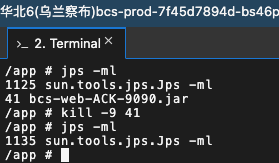 华北6(乌兰察布)bcs-prod-7f45d7894d-bs46p
2. Terminal
/app # jps -ml
1125 sun.tools.jps.Jps -ml
41 bcs-web-ACK-9090.jar
/app # kill -9 41
/app # jps -ml
1135 sun.tools.jps.Jps -ml
/app #